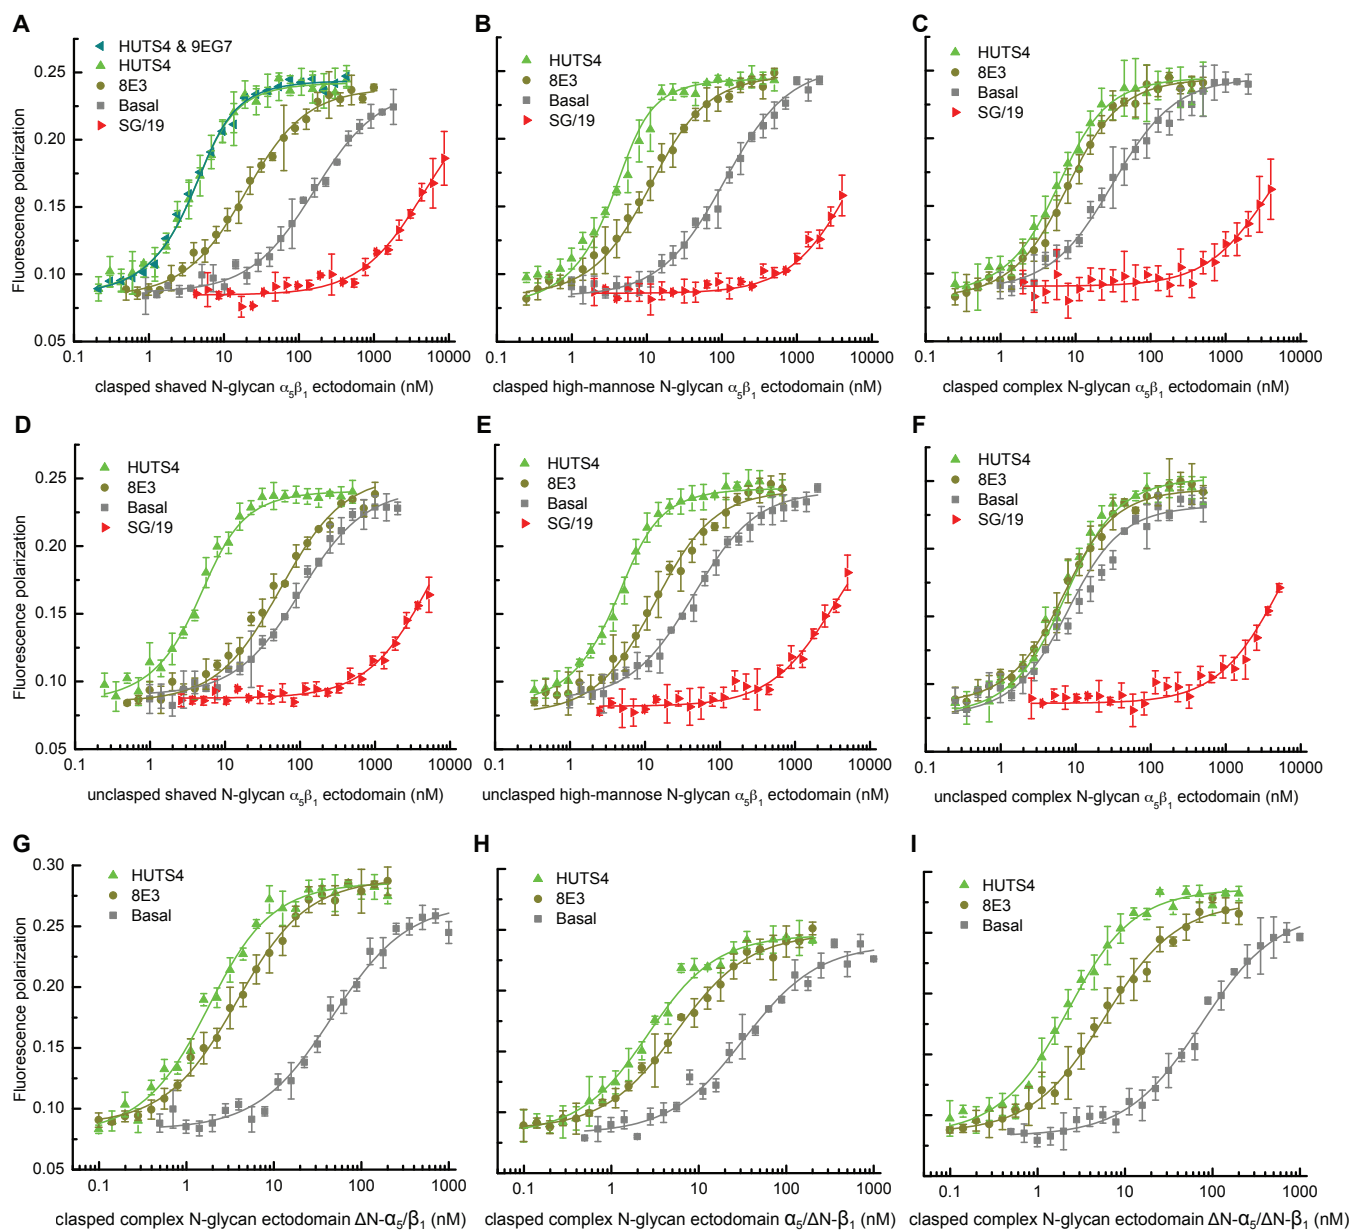 A
HUTS4 & 9EG7
HUTS4
8E3
Basal
SG/19
Fluorescence polarization
0.25
0.20
0.15
0.10
0.05
0.1 1 10 100 1000 10000
clasped shaved N-glycan α5β1 ectodomain (nM)
B
HUTS4
8E3
Basal
SG/19
0.1 1 10 100 1000 10000
clasped high-mannose N-glycan α5β1 ectodomain (nM)
C
HUTS4
8E3
Basal
SG/19
0.1 1 10 100 1000 10000
clasped complex N-glycan α5β1 ectodomain (nM)
D
HUTS4
8E3
Basal
SG/19
Fluorescence polarization
0.25
0.20
0.15
0.10
0.05
0.1 1 10 100 1000 10000
unclasped shaved N-glycan α5β1 ectodomain (nM)
E
HUTS4
8E3
Basal
SG/19
0.1 1 10 100 1000 10000
unclasped high-mannose N-glycan α5β1 ectodomain (nM)
F
HUTS4
8E3
Basal
SG/19
0.1 1 10 100 1000 10000
unclasped complex N-glycan α5β1 ectodomain (nM)
G
HUTS4
8E3
Basal
Fluorescence polarization
0.30
0.25
0.20
0.15
0.10
0.05
0.1 1 10 100 1000
clasped complex N-glycan ectodomain ΔN-α5/β1 (nM)
H
HUTS4
8E3
Basal
0.1 1 10 100 1000
clasped complex N-glycan ectodomain α5/ΔN-β1 (nM)
I
HUTS4
8E3
Basal
0.1 1 10 100 1000
clasped complex N-glycan ectodomain ΔN-α5/ΔN-β1 (nM)